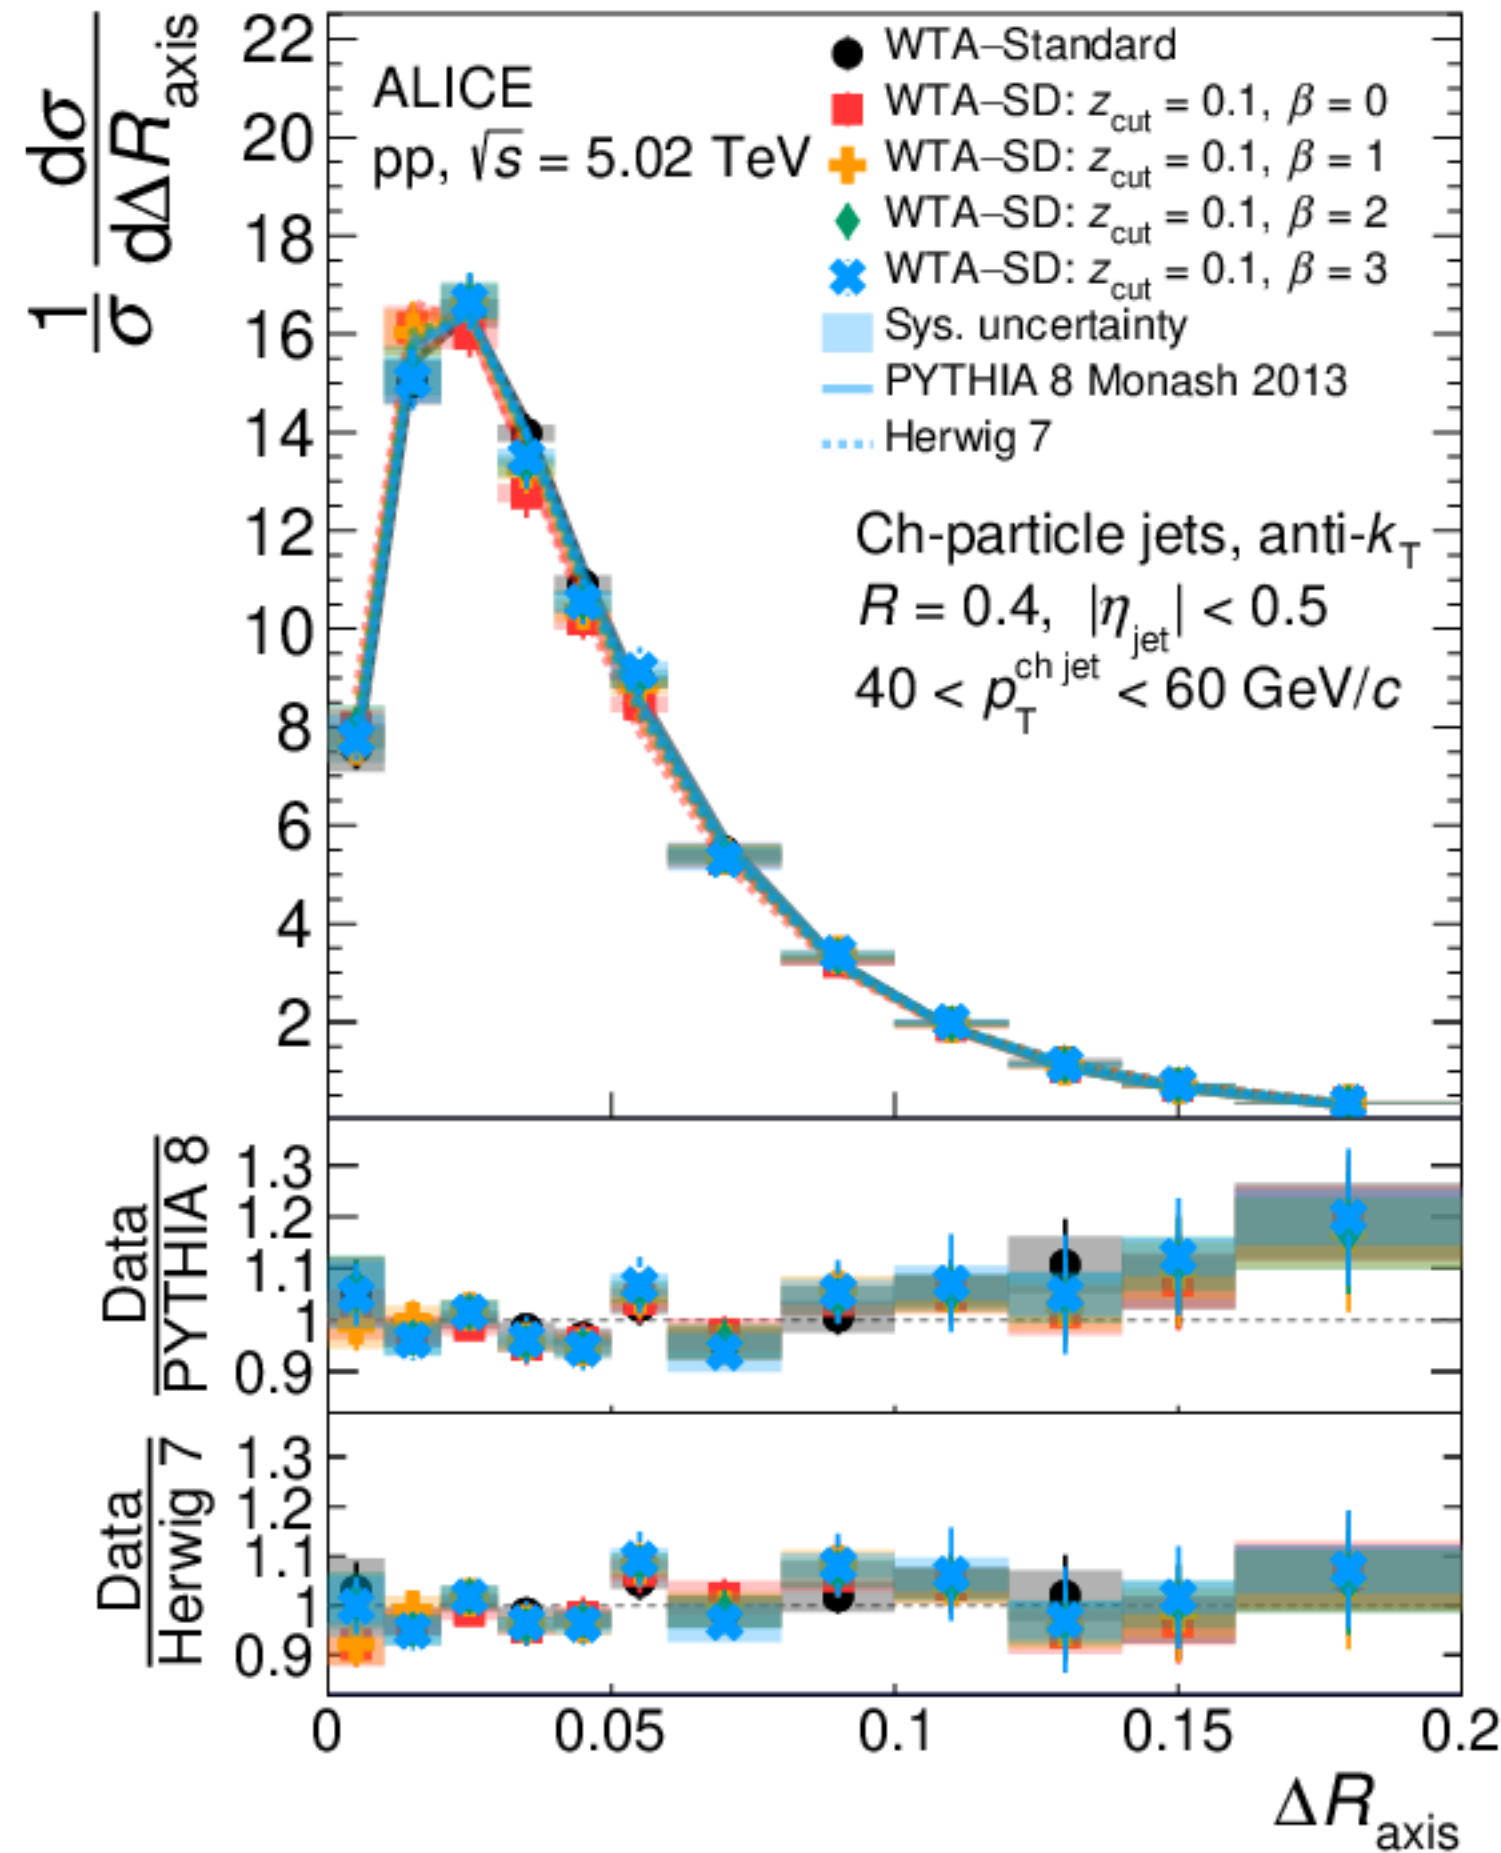 1/σ dσ/dΔR_axis
22
20
18
16
14
12
10
8
6
4
2
ALICE
pp, √s = 5.02 TeV
WTA–Standard
WTA–SD: z_cut = 0.1, β = 0
WTA–SD: z_cut = 0.1, β = 1
WTA–SD: z_cut = 0.1, β = 2
WTA–SD: z_cut = 0.1, β = 3
Sys. uncertainty
PYTHIA 8 Monash 2013
Herwig 7
Ch-particle jets, anti-k_T
R = 0.4, |η_jet| < 0.5
40 < p_T^ch jet < 60 GeV/c
Data
PYTHIA 8
1.3
1.2
1.1
1
0.9
Data
Herwig 7
1.3
1.2
1.1
1
0.9
0 0.05 0.1 0.15 0.2
ΔR_axis